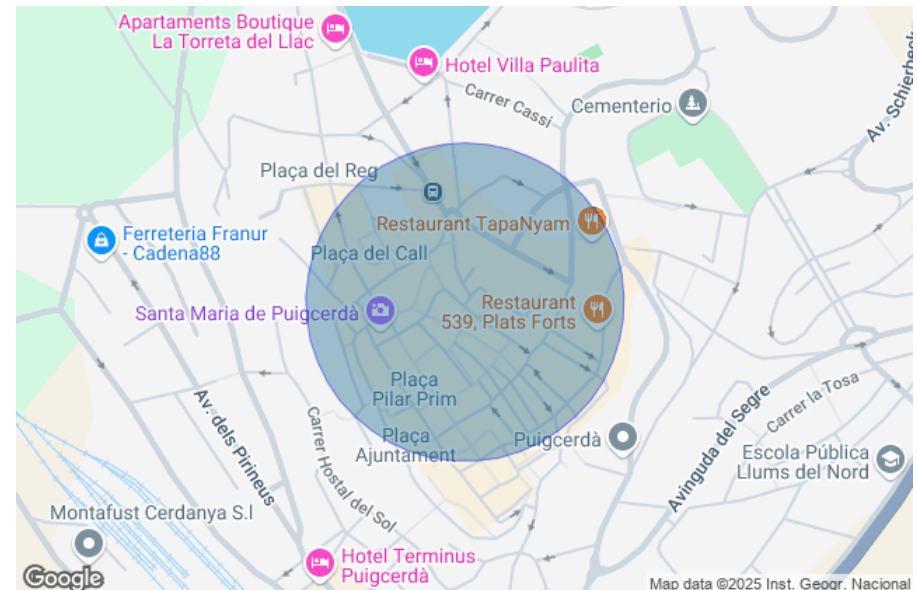 Apartaments Boutique
La Torreta del Llac
Hotel Villa Paulita
Carrer Cassi
Cementerio
Av. Schierbeck
Plaça del Reg
Restaurant TapaNyam
Ferreteria Franur
- Cadena88
Plaça del Call
Santa Maria de Puigcerdà
Restaurant
539, Plats Forts
Plaça
Pilar Prim
Av. dels Pirineus
Carrer Hostal del Sol
Plaça
Ajuntament
Puigcerdà
Avinguda del Segre
Carrer la Tosa
Escola Pública
Llums del Nord
Montafust Cerdanya S.l
Hotel Terminus
Puigcerdà
Google
Map data ©2025 Inst. Geogr. Nacional